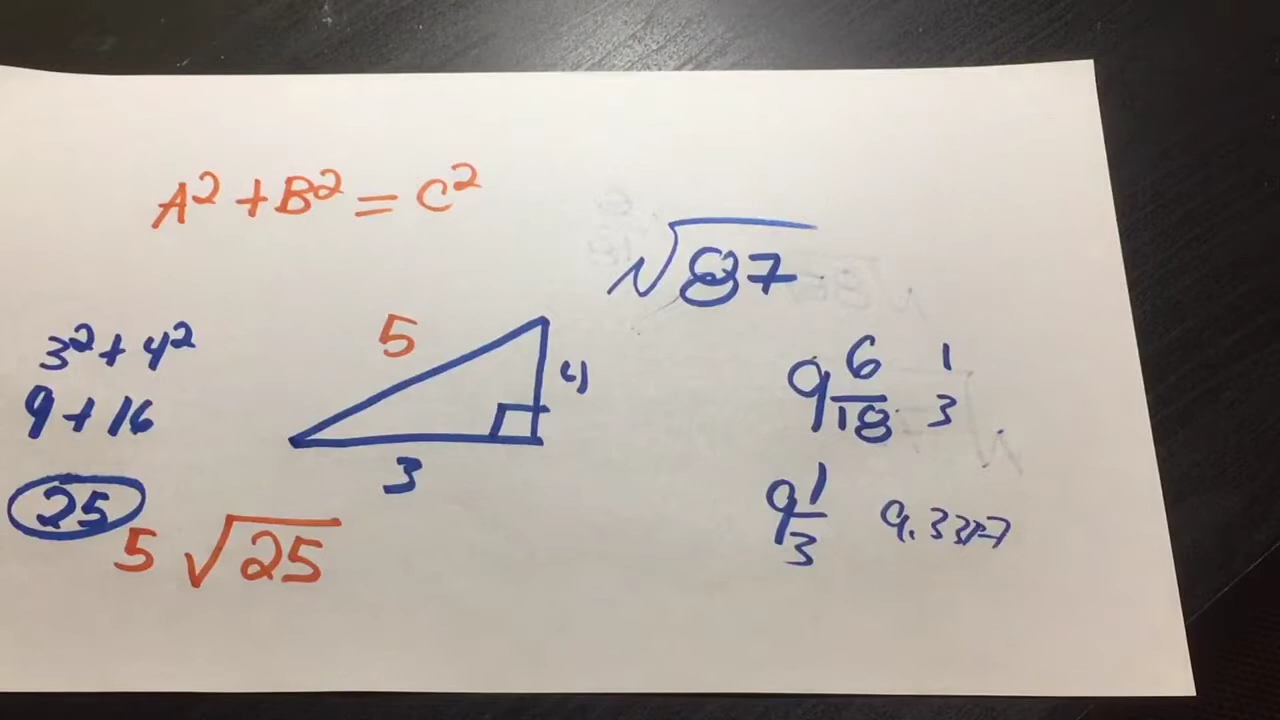 A² + B² = C²
√87
3² + 4²
5
4
9 6/18 1 3
9 + 16
3
25
9 1/3
5 √25